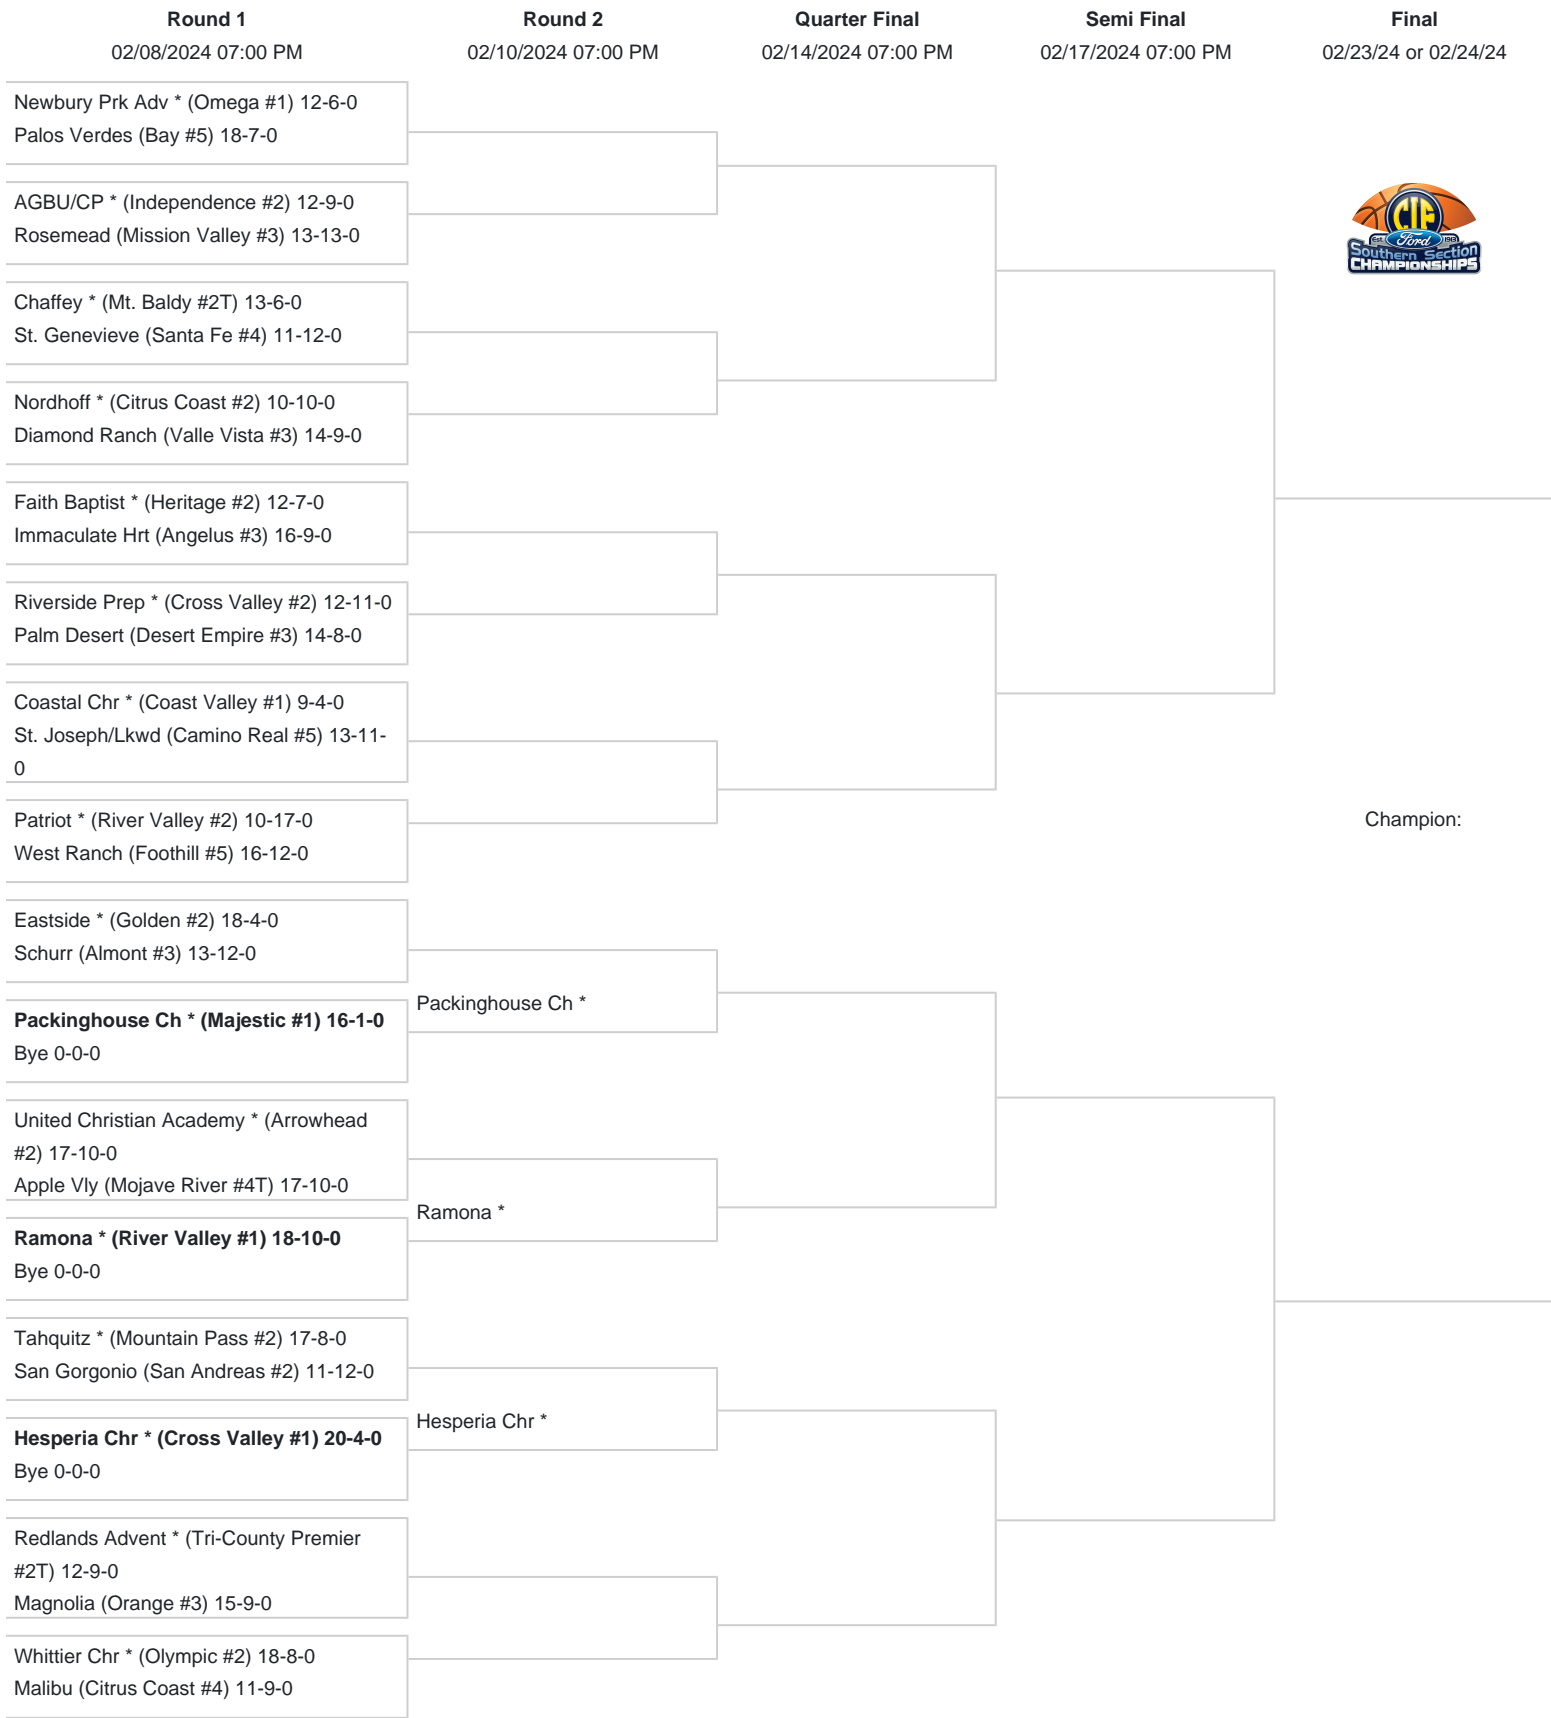 Round 1
02/08/2024 07:00 PM
Round 2
02/10/2024 07:00 PM
Quarter Final
02/14/2024 07:00 PM
Semi Final
02/17/2024 07:00 PM
Final
02/23/24 or 02/24/24
Newbury Prk Adv * (Omega #1) 12-6-0
Palos Verdes (Bay #5) 18-7-0
AGBU/CP * (Independence #2) 12-9-0
Rosemead (Mission Valley #3) 13-13-0
Chaffey * (Mt. Baldy #2T) 13-6-0
St. Genevieve (Santa Fe #4) 11-12-0
Nordhoff * (Citrus Coast #2) 10-10-0
Diamond Ranch (Valle Vista #3) 14-9-0
Faith Baptist * (Heritage #2) 12-7-0
Immaculate Hrt (Angelus #3) 16-9-0
Riverside Prep * (Cross Valley #2) 12-11-0
Palm Desert (Desert Empire #3) 14-8-0
Coastal Chr * (Coast Valley #1) 9-4-0
St. Joseph/Lkwd (Camino Real #5) 13-11-
0
Patriot * (River Valley #2) 10-17-0
West Ranch (Foothill #5) 16-12-0
Eastside * (Golden #2) 18-4-0
Schurr (Almont #3) 13-12-0
Packinghouse Ch * (Majestic #1) 16-1-0
Bye 0-0-0
United Christian Academy * (Arrowhead
#2) 17-10-0
Apple Vly (Mojave River #4T) 17-10-0
Ramona * (River Valley #1) 18-10-0
Bye 0-0-0
Tahquitz * (Mountain Pass #2) 17-8-0
San Gorgonio (San Andreas #2) 11-12-0
Hesperia Chr * (Cross Valley #1) 20-4-0
Bye 0-0-0
Redlands Advent * (Tri-County Premier
#2T) 12-9-0
Magnolia (Orange #3) 15-9-0
Whittier Chr * (Olympic #2) 18-8-0
Malibu (Citrus Coast #4) 11-9-0
Packinghouse Ch *
Ramona *
Hesperia Chr *
CIF
Est. Ford 1913
Southern Section
CHAMPIONSHIPS
Champion: